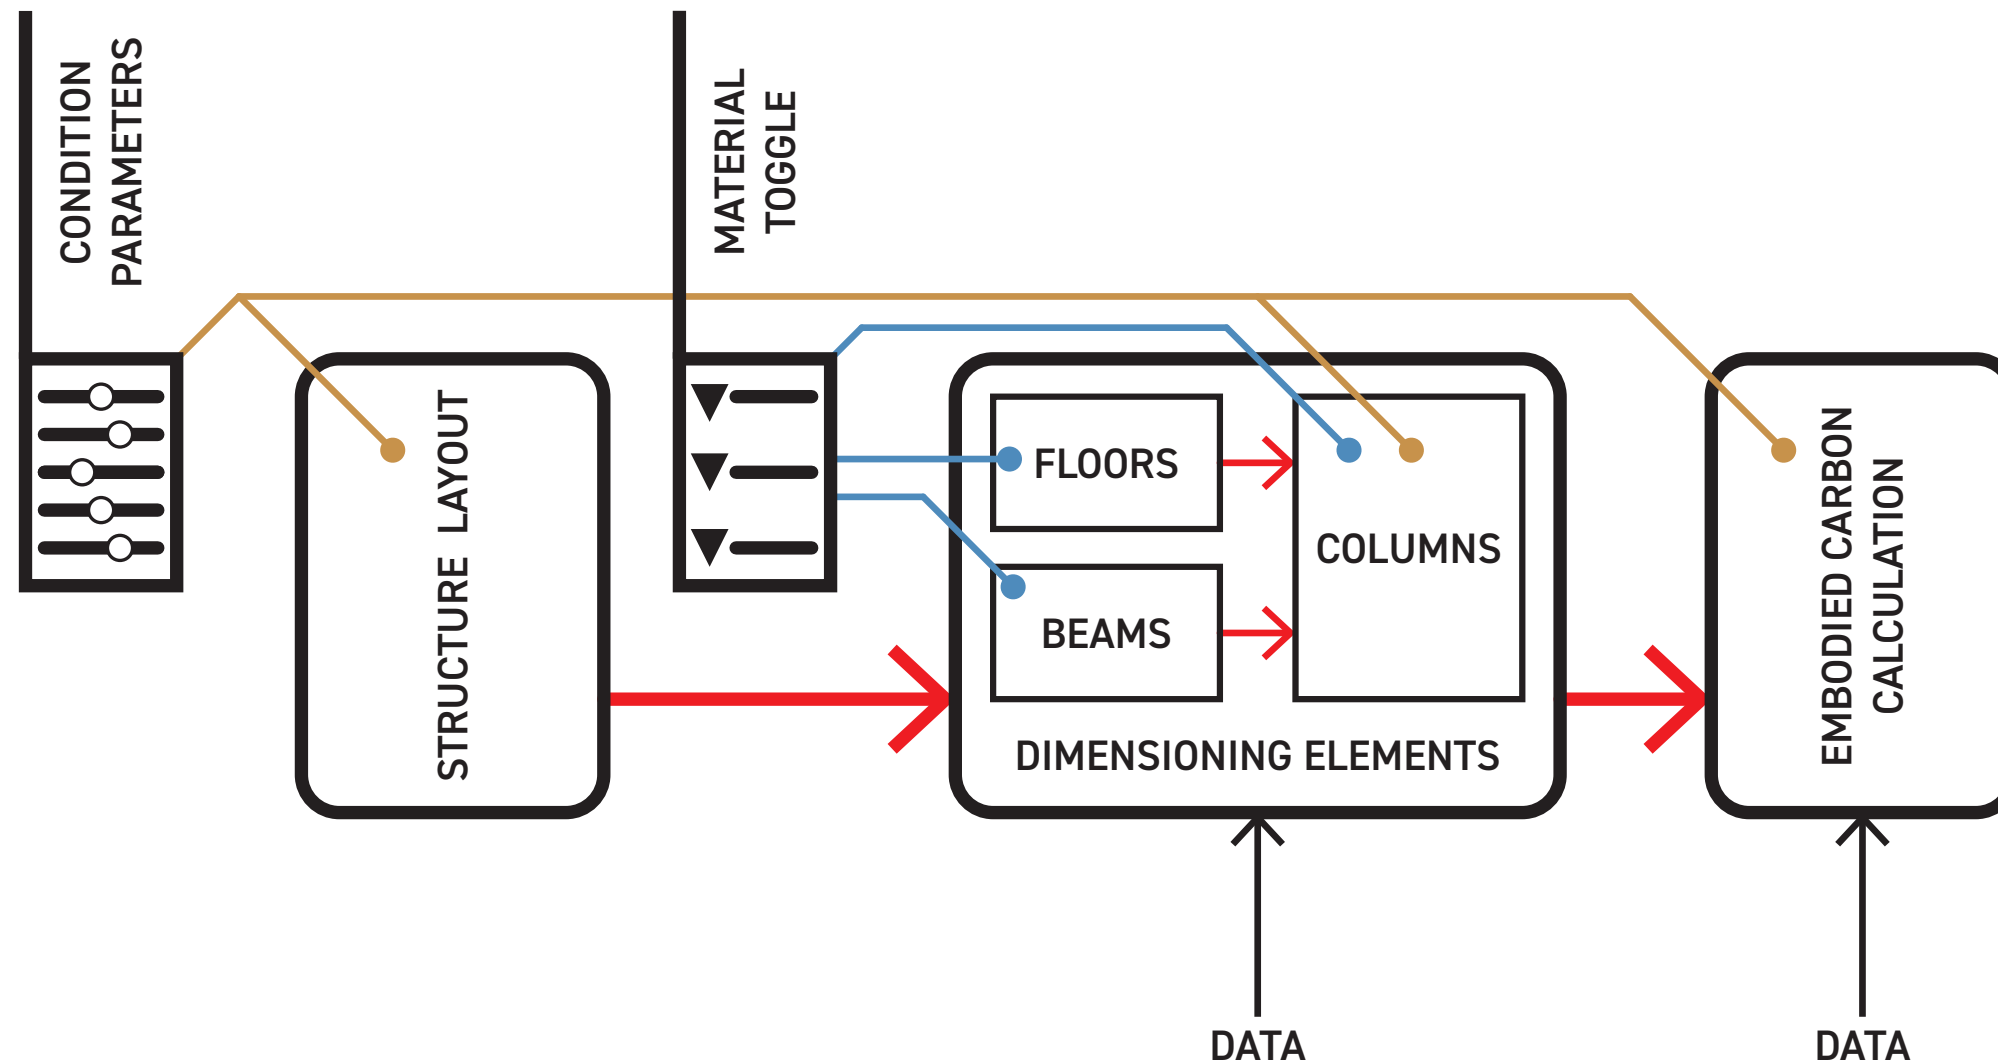 CONDITION
PARAMETERS
MATERIAL
TOGGLE
STRUCTURE LAYOUT
FLOORS
BEAMS
COLUMNS
DIMENSIONING ELEMENTS
EMBODIED CARBON
CALCULATION
DATA
DATA